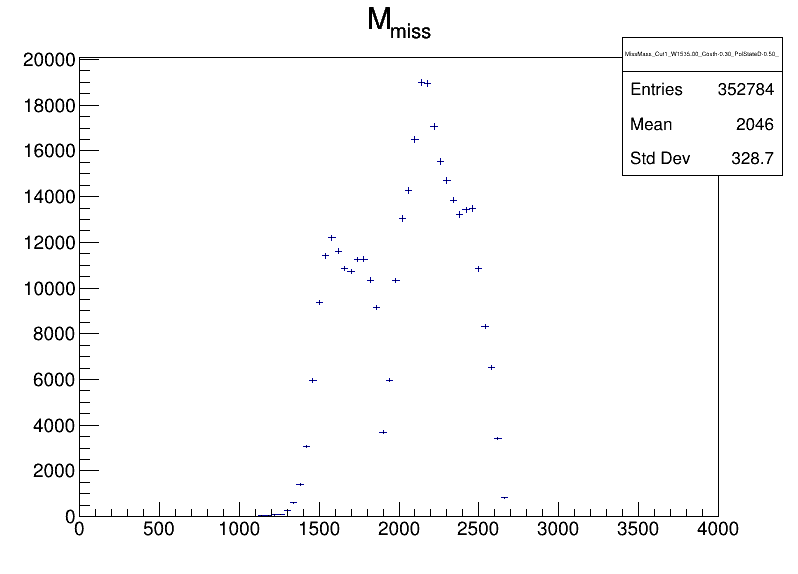 M_miss
MissMass_Cut1_W1535.00_Costh-0.30_PolStateD-0.50_
Entries 352784
Mean 2046
Std Dev 328.7
20000
18000
16000
14000
12000
10000
8000
6000
4000
2000
0
0 500 1000 1500 2000 2500 3000 3500 4000